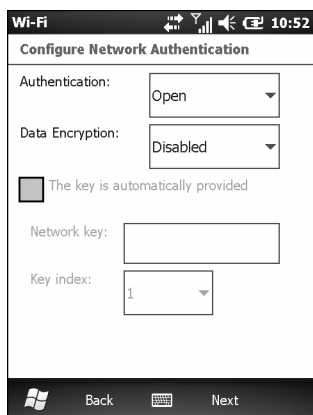 Wi-Fi 10:52
Configure Network Authentication
Authentication:
Open
Data Encryption:
Disabled
The key is automatically provided
Network key:
Key index:
1
Back Next